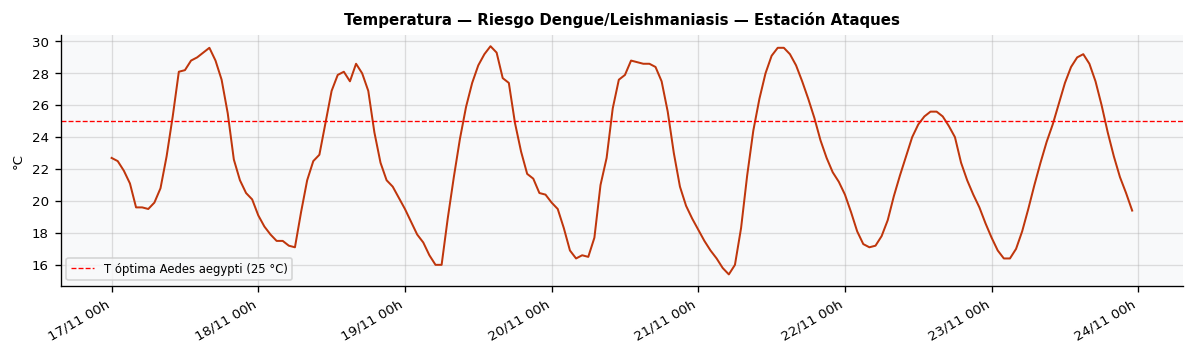 Temperatura — Riesgo Dengue/Leishmaniasis — Estación Ataques
°C
30
28
26
24
22
20
18
16
T óptima Aedes aegypti (25 °C)
17/11 00h
18/11 00h
19/11 00h
20/11 00h
21/11 00h
22/11 00h
23/11 00h
24/11 00h